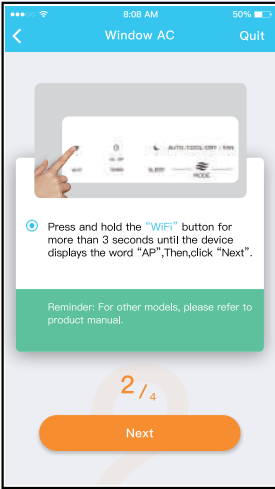 8:08 AM
50%
Window AC
Quit
AUTO/COOL/DRY / FAN
SLEEP
MODE
Press and hold the “WiFi” button for
more than 3 seconds until the device
displays the word “AP”,Then,click “Next”.
Reminder: For other models, please refer to
product manual.
2 / 4
Next